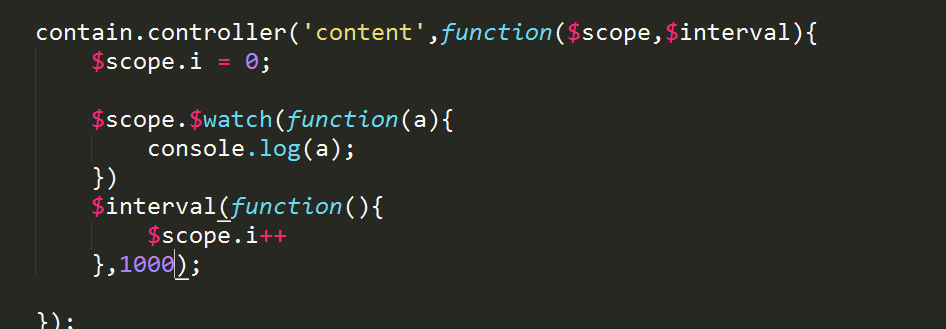 contain.controller('content',function($scope,$interval){
$scope.i = 0;
$scope.$watch(function(a){
console.log(a);
})
$interval(function(){
$scope.i++
},1000);
});